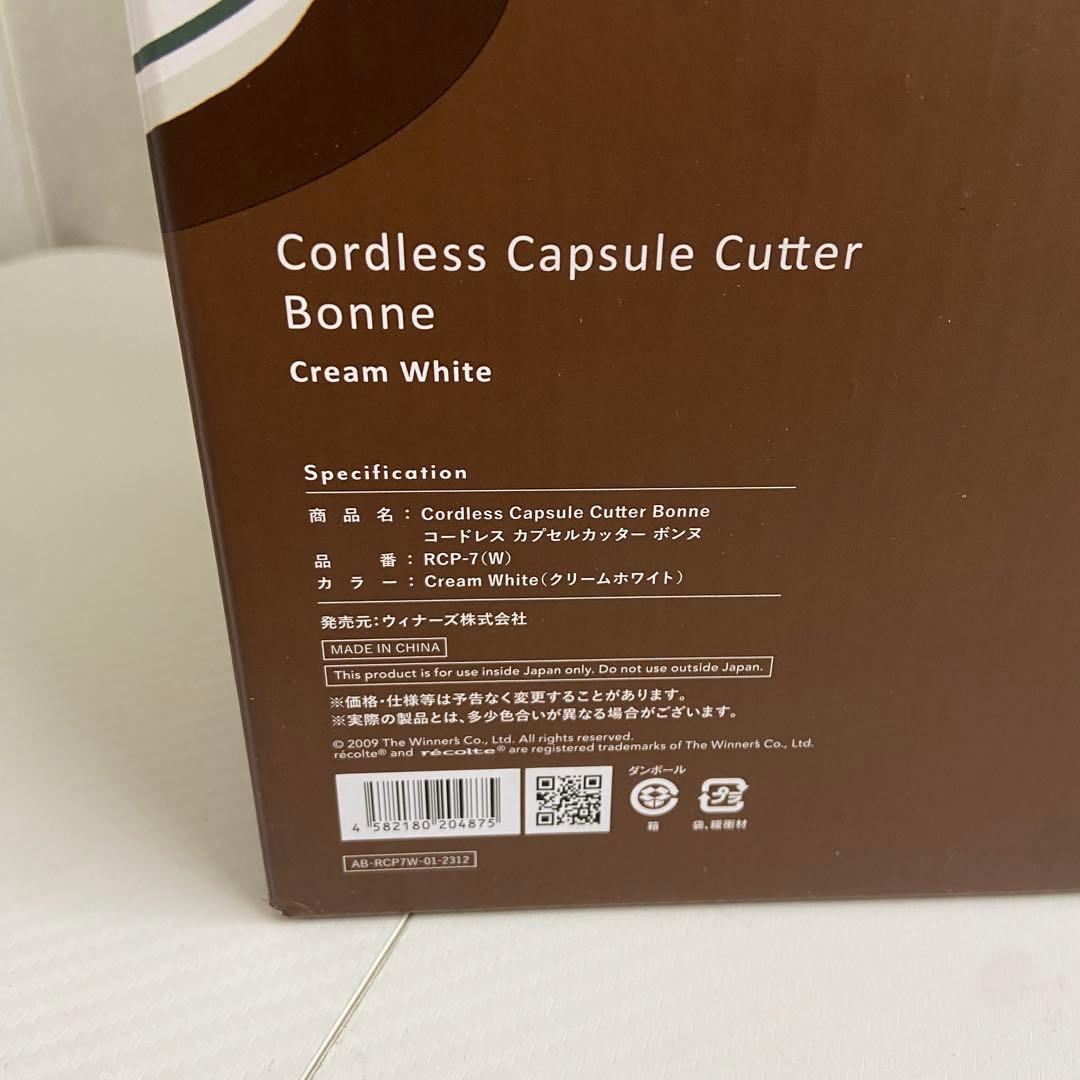 Cordless Capsule Cutter
Bonne
Cream White
Specification
商 品 名 : Cordless Capsule Cutter Bonne
コードレス カプセルカッター ボンヌ
品 番 : RCP-7(W)
カ ラ ー : Cream White(クリームホワイト)
発売元:ウィナーズ株式会社
MADE IN CHINA
This product is for use inside Japan only. Do not use outside Japan.
※価格・仕様等は予告なく変更することがあります。
※実際の製品とは、多少色合いが異なる場合がございます。
© 2009 The Winner's Co., Ltd. All rights reserved.
récolte® and récolte® are registered trademarks of The Winner's Co., Ltd.
ダンボール
プラ
箱 袋、緩衝材
4 582180 204875
AB-RCP7W-01-2312